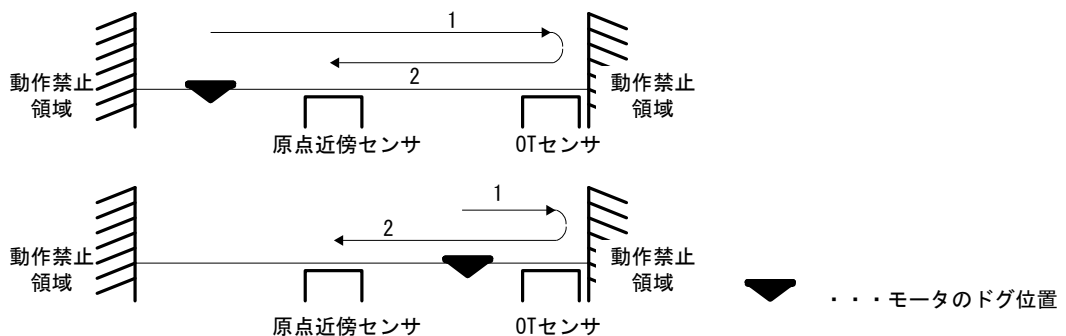 1
2
動作禁止
領域
動作禁止
領域
原点近傍センサ
OTセンサ
1
2
動作禁止
領域
動作禁止
領域
・・・モータのドグ位置
原点近傍センサ
OTセンサ